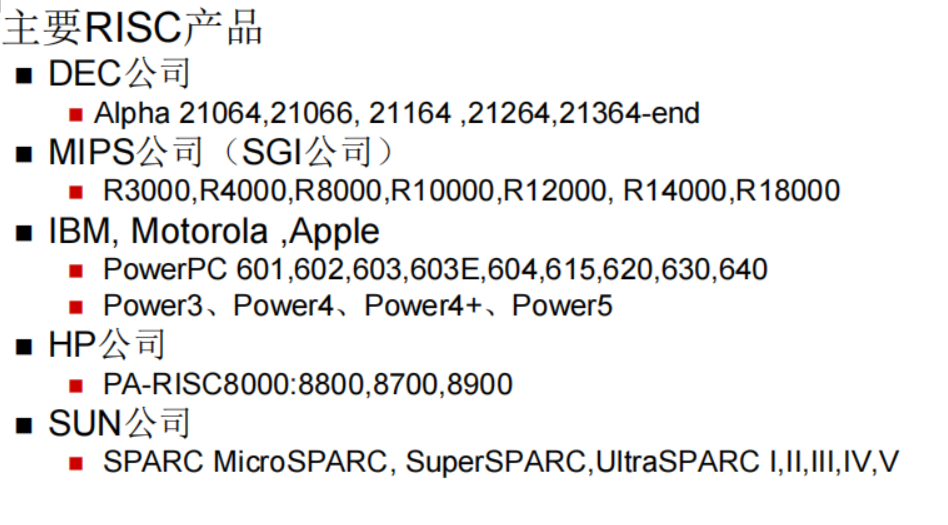 主要RISC产品
■ DEC公司
■ Alpha 21064,21066, 21164 ,21264,21364-end
■ MIPS公司（SGI公司）
■ R3000,R4000,R8000,R10000,R12000, R14000,R18000
■ IBM, Motorola ,Apple
■ PowerPC 601,602,603,603E,604,615,620,630,640
■ Power3、Power4、Power4+、Power5
■ HP公司
■ PA-RISC8000:8800,8700,8900
■ SUN公司
■ SPARC MicroSPARC, SuperSPARC,UltraSPARC I,II,III,IV,V